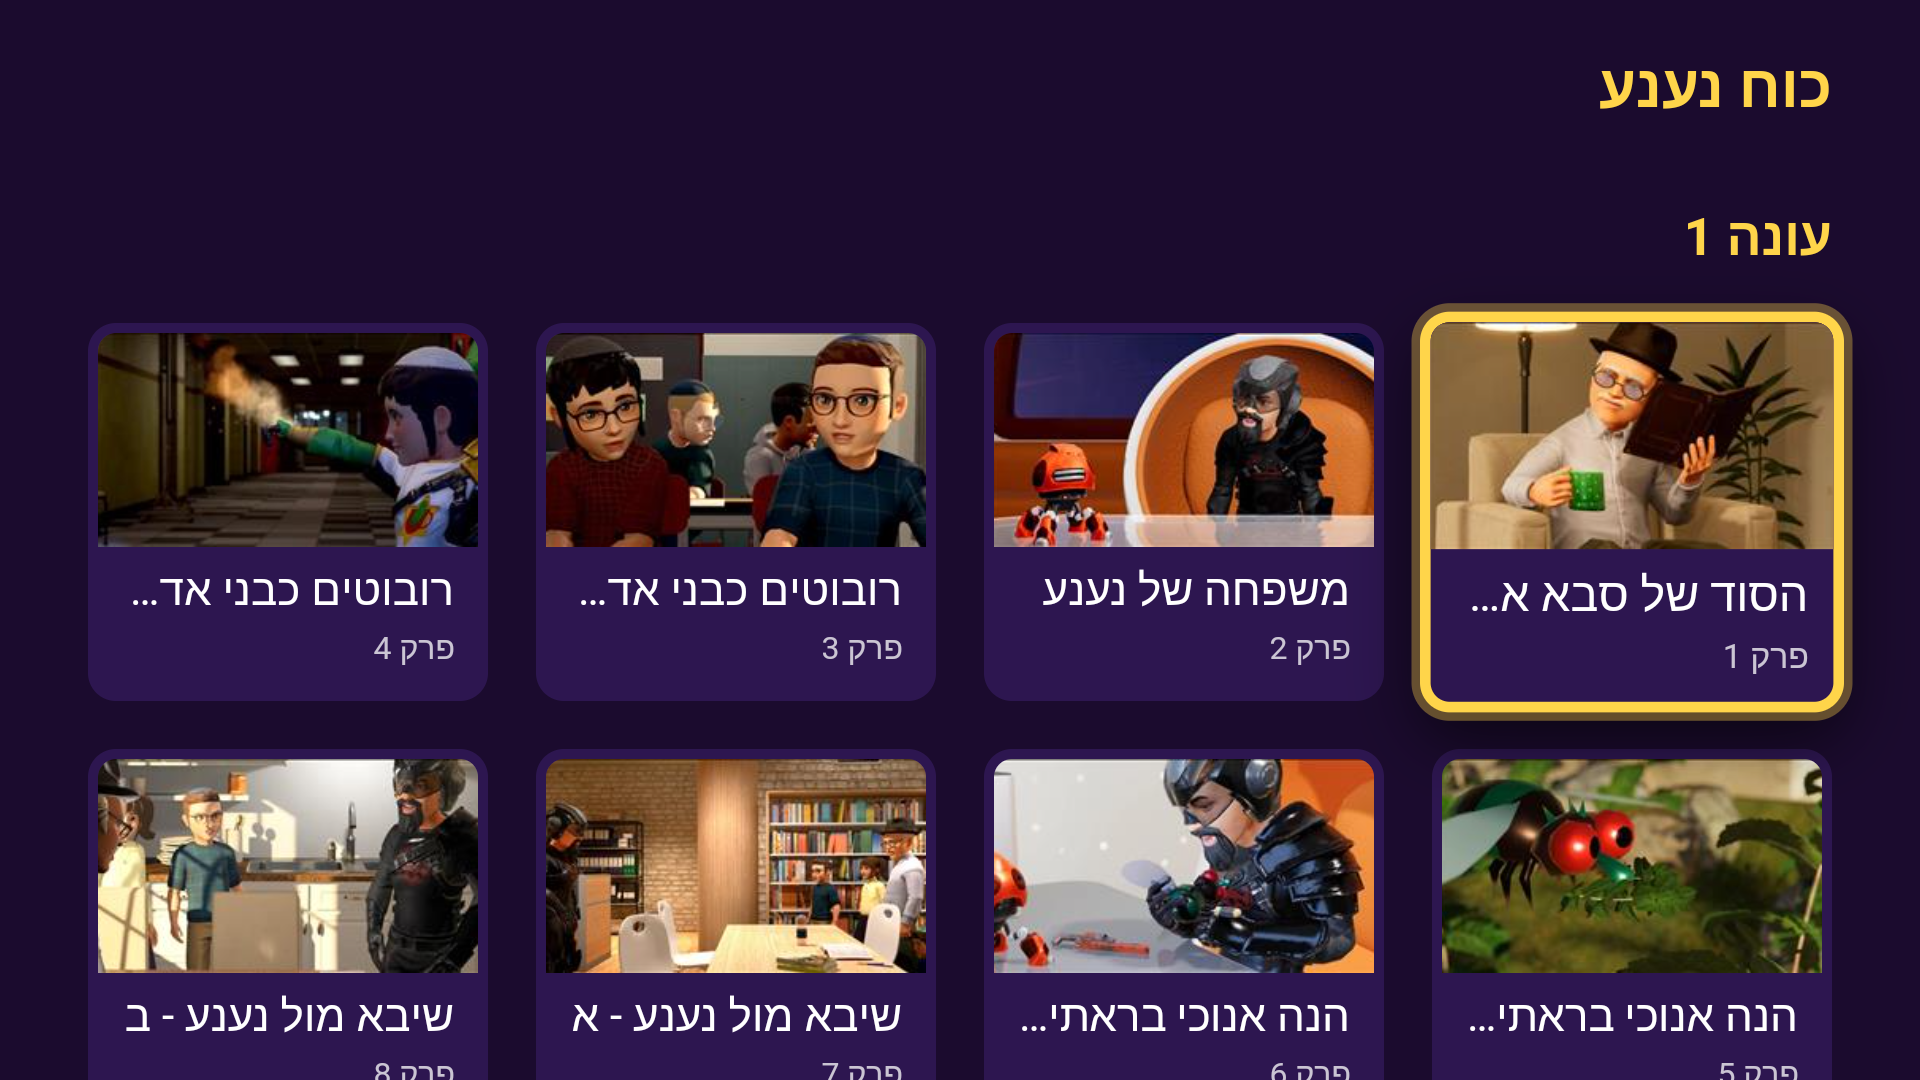 כוח נענע
עונה 1
הסוד של סבא א...
פרק 1
משפחה של נענע
פרק 2
רובוטים כבני אד...
פרק 3
רובוטים כבני אד...
פרק 4
הנה אנוכי בראתי...
פרק 5
הנה אנוכי בראתי...
פרק 6
שיבא מול נענע - א
פרק 7
שיבא מול נענע - ב
פרק 8